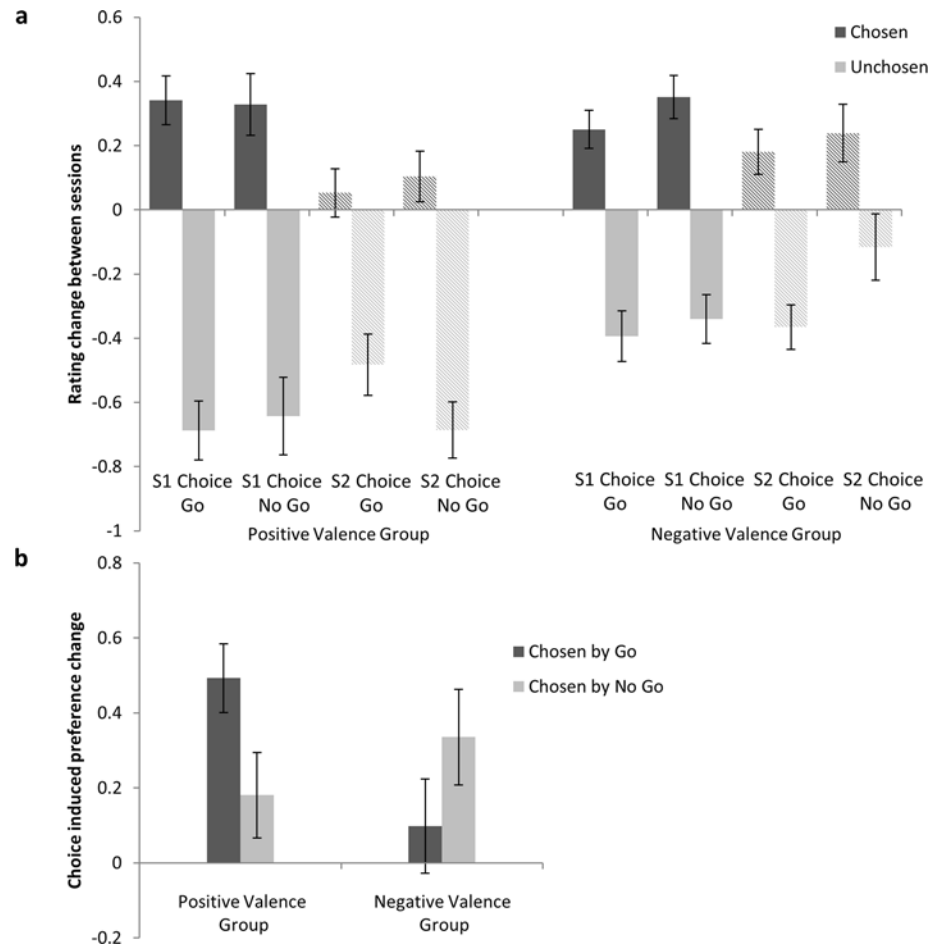 a
0.6
0.4
0.2
0
-0.2
-0.4
-0.6
-0.8
-1
Rating change between sessions
Chosen
Unchosen
S1 Choice Go
S1 Choice No Go
S2 Choice Go
S2 Choice No Go
Positive Valence Group
S1 Choice Go
S1 Choice No Go
S2 Choice Go
S2 Choice No Go
Negative Valence Group
b
0.8
0.6
0.4
0.2
0
-0.2
Choice induced preference change
Chosen by Go
Chosen by No Go
Positive Valence
Group
Negative Valence
Group